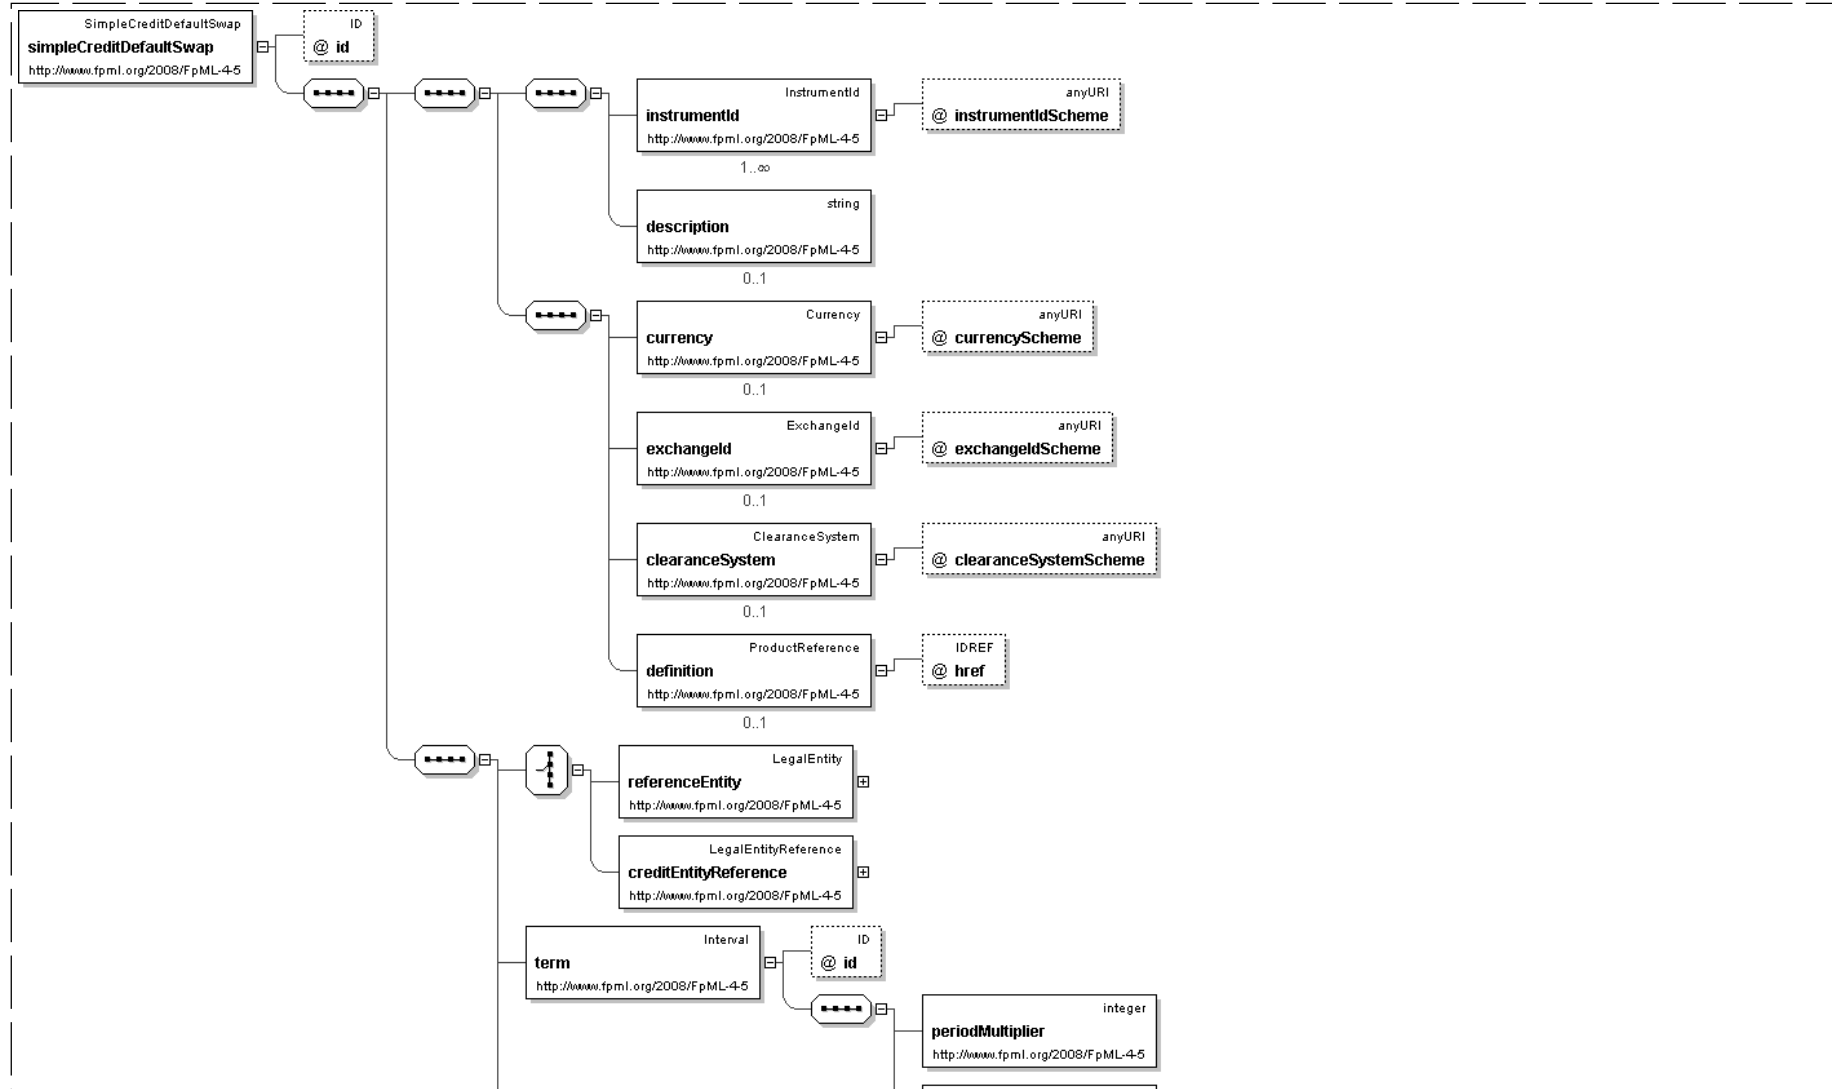 SimpleCreditDefaultSwap
simpleCreditDefaultSwap
http://www.fpml.org/2008/FpML-4-5
ID
@ id
InstrumentId
instrumentId
http://www.fpml.org/2008/FpML-4-5
1..∞
anyURI
@ instrumentIdScheme
string
description
http://www.fpml.org/2008/FpML-4-5
0..1
Currency
currency
http://www.fpml.org/2008/FpML-4-5
0..1
anyURI
@ currencyScheme
ExchangeId
exchangeId
http://www.fpml.org/2008/FpML-4-5
0..1
anyURI
@ exchangeIdScheme
ClearanceSystem
clearanceSystem
http://www.fpml.org/2008/FpML-4-5
0..1
anyURI
@ clearanceSystemScheme
ProductReference
definition
http://www.fpml.org/2008/FpML-4-5
0..1
IDREF
@ href
LegalEntity
referenceEntity
http://www.fpml.org/2008/FpML-4-5
LegalEntityReference
creditEntityReference
http://www.fpml.org/2008/FpML-4-5
Interval
term
http://www.fpml.org/2008/FpML-4-5
ID
@ id
integer
periodMultiplier
http://www.fpml.org/2008/FpML-4-5